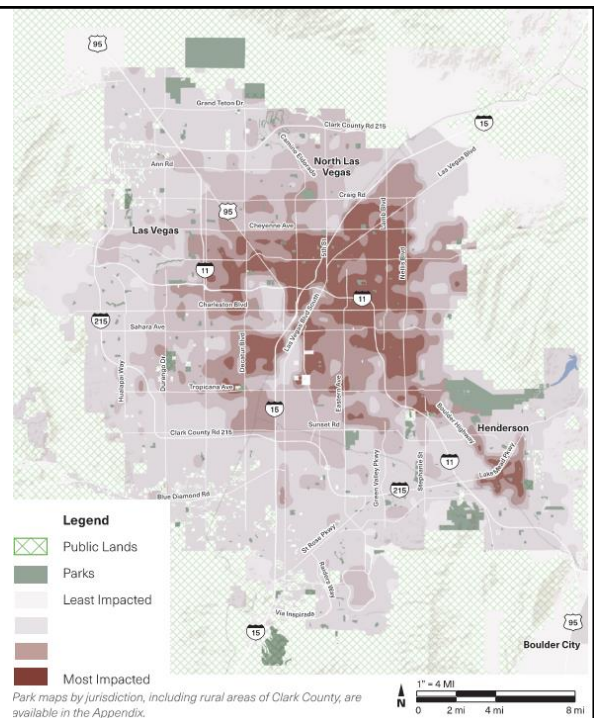 95
Grand Teton Dr
Clark County Rd 215
15
Camino Eldorado
North Las
Vegas
Las Vegas Blvd
Ann Rd
Craig Rd
95
Lamb Blvd
Las Vegas
Cheyenne Ave
5th St
Nellis Blvd
11
11
Charleston Blvd
215
Las Vegas Blvd South
Sahara Ave
Hualapai Way
Durango Dr
Decatur Blvd
Tropicana Ave
Eastern Ave
15
Sunset Rd
Boulder Highway
Henderson
Clark County Rd 215
Green Valley Pkwy
Stephanie St
11
Lake Mead Pkwy
215
Blue Diamond Rd
St Rose Pkwy
Raiders Way
Via Inspirada
15
95
Boulder City
Legend
Public Lands
Parks
Least Impacted
Most Impacted
Park maps by jurisdiction, including rural areas of Clark County, are
available in the Appendix.
N
1" = 4 MI
0 2 mi 4 mi 8 mi